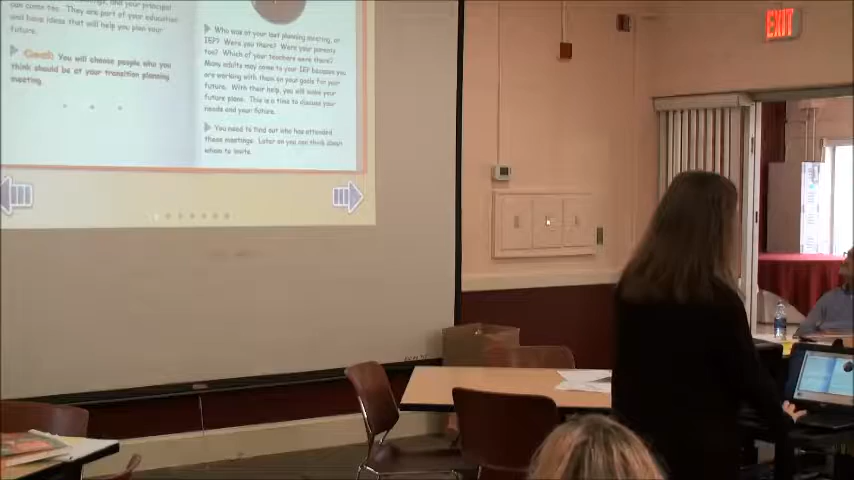 can come too. They are part of your education
and have ideas that will help you plan your
future.
Coach: You will choose people who you
think should be at your transition planning
meeting.
Who was at your last planning meeting, or
IEP? Were you there? Were your parents
too? Which of your teachers were there?
Many adults may come to your IEP because they
are working with them on your goals for your
future. With their help, you will make your
future plans. This is a time to discuss your
needs and your future.
You need to find out who has attended
these meetings. Later on you can think about
whom to invite.
EXIT